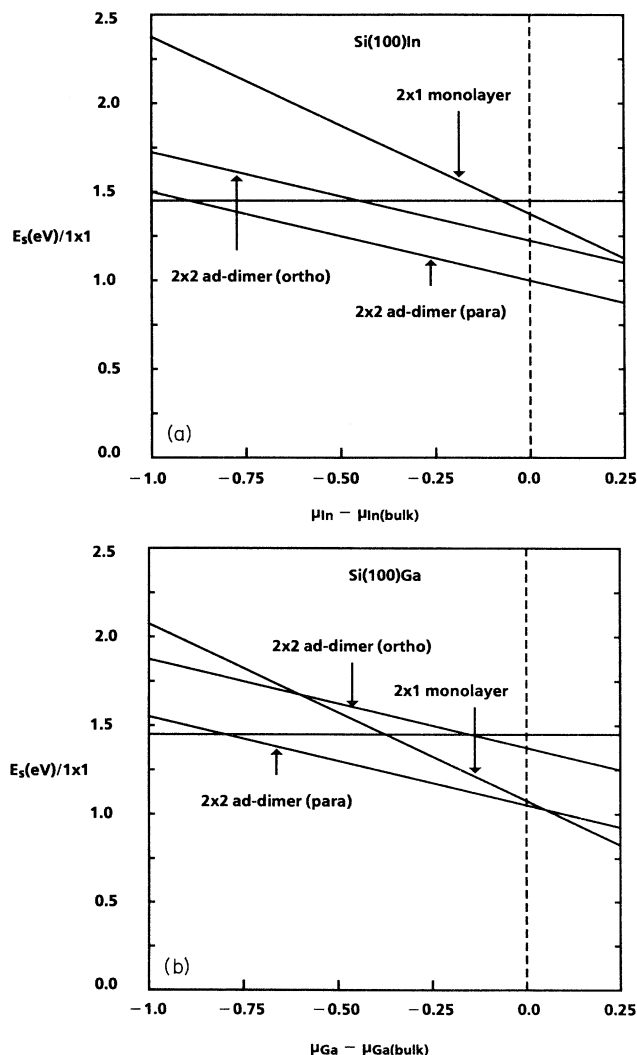 2.5
Si(100)In
2x1 monolayer
2.0
1.5
Es(eV)/1x1
2x2 ad-dimer (ortho)
1.0
2x2 ad-dimer (para)
0.5
(a)
0.0
−1.0 −0.75 −0.50 −0.25 0.0 0.25
μIn − μIn(bulk)
2.5
Si(100)Ga
2x2 ad-dimer (ortho)
2.0
2x1 monolayer
1.5
Es(eV)/1x1
2x2 ad-dimer (para)
1.0
0.5
(b)
0.0
−1.0 −0.75 −0.50 −0.25 0.0 0.25
μGa − μGa(bulk)